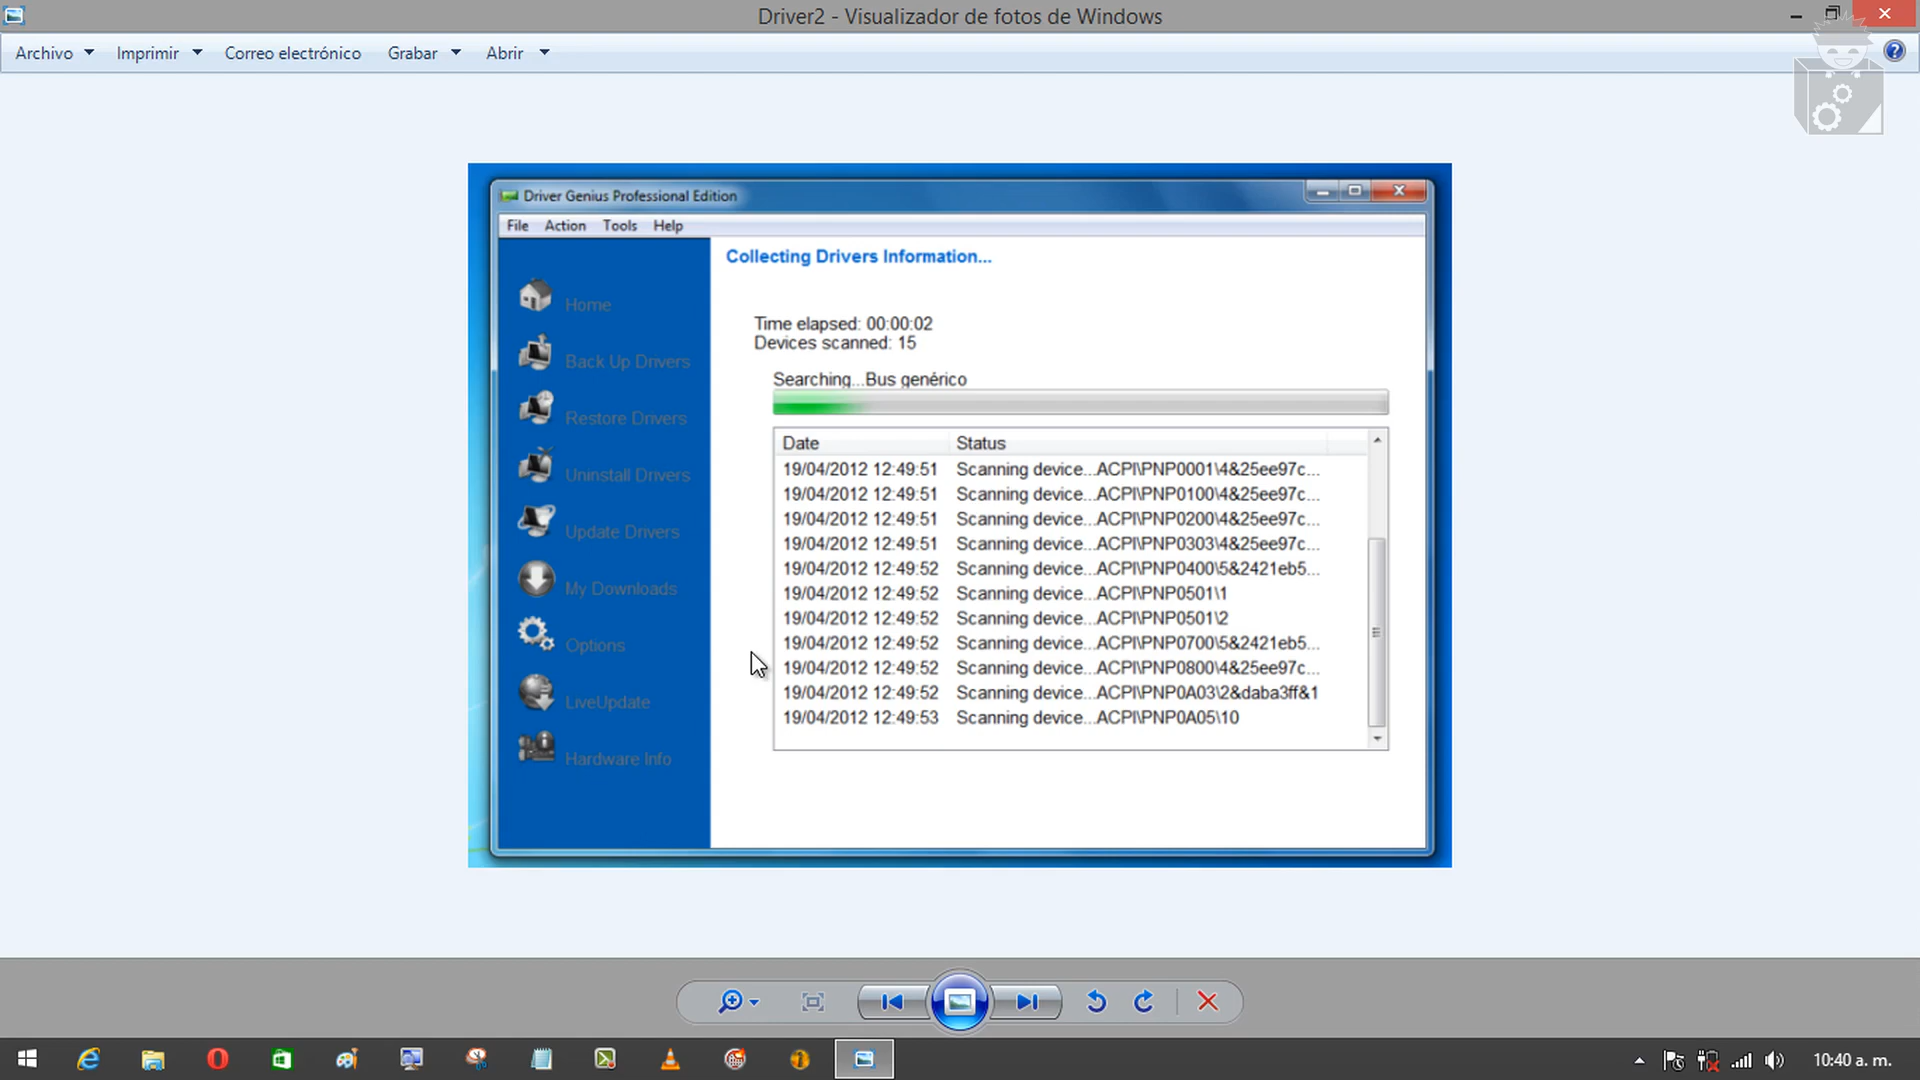 Driver2 - Visualizador de fotos de Windows
Archivo Imprimir Correo electrónico Grabar Abrir
Driver Genius Professional Edition
File Action Tools Help
Collecting Drivers Information...
Home
Back Up Drivers
Restore Drivers
Uninstall Drivers
Update Drivers
My Downloads
Options
LiveUpdate
Hardware Info
Time elapsed: 00:00:02
Devices scanned: 15
Searching...Bus genérico
Date Status
19/04/2012 12:49:51 Scanning device...ACPI\PNP0001\4&25ee97c...
19/04/2012 12:49:51 Scanning device...ACPI\PNP0100\4&25ee97c...
19/04/2012 12:49:51 Scanning device...ACPI\PNP0200\4&25ee97c...
19/04/2012 12:49:51 Scanning device...ACPI\PNP0303\4&25ee97c...
19/04/2012 12:49:52 Scanning device...ACPI\PNP0400\5&2421eb5...
19/04/2012 12:49:52 Scanning device...ACPI\PNP0501\1
19/04/2012 12:49:52 Scanning device...ACPI\PNP0501\2
19/04/2012 12:49:52 Scanning device...ACPI\PNP0700\5&2421eb5...
19/04/2012 12:49:52 Scanning device...ACPI\PNP0800\4&25ee97c...
19/04/2012 12:49:52 Scanning device...ACPI\PNP0A03\2&daba3ff&1
19/04/2012 12:49:53 Scanning device...ACPI\PNP0A05\10
10:40 a. m.